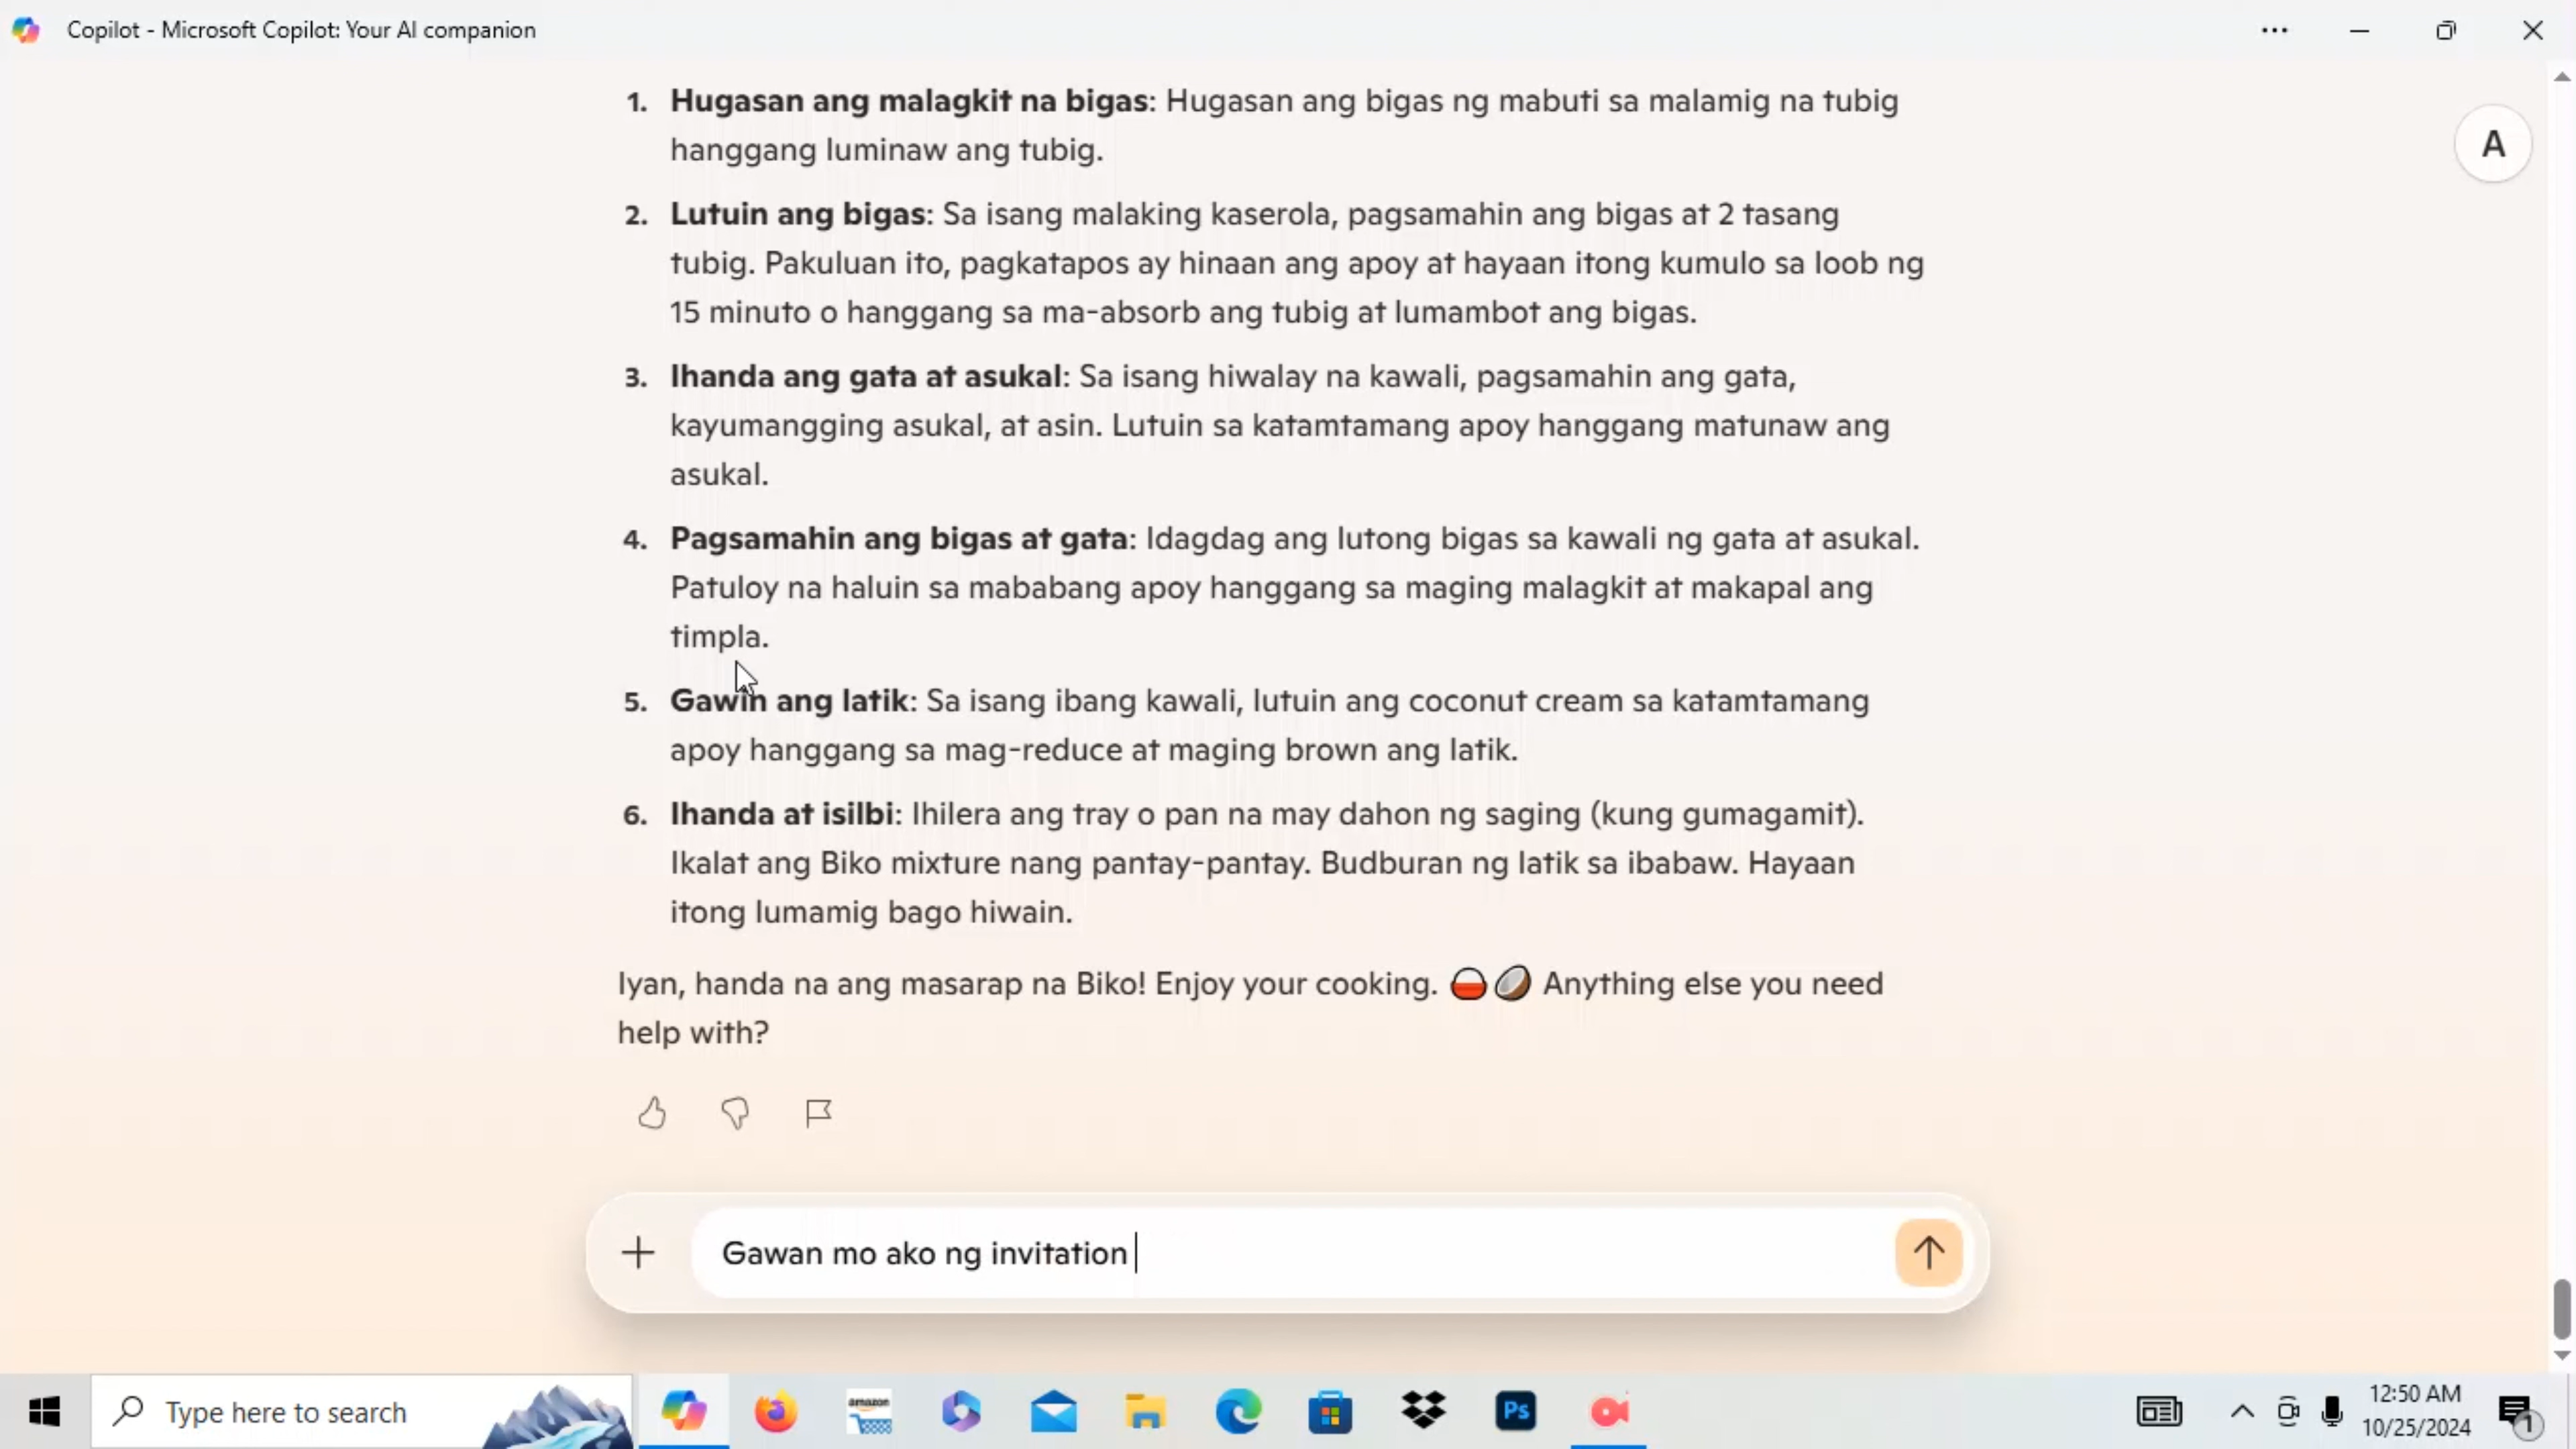 Copilot - Microsoft Copilot: Your AI companion
A
1. Hugasan ang malagkit na bigas: Hugasan ang bigas ng mabuti sa malamig na tubig
hanggang luminaw ang tubig.
2. Lutuin ang bigas: Sa isang malaking kaserola, pagsamahin ang bigas at 2 tasang
tubig. Pakuluan ito, pagkatapos ay hinaan ang apoy at hayaan itong kumulo sa loob ng
15 minuto o hanggang sa ma-absorb ang tubig at lumambot ang bigas.
3. Ihanda ang gata at asukal: Sa isang hiwalay na kawali, pagsamahin ang gata,
kayumangging asukal, at asin. Lutuin sa katamtamang apoy hanggang matunaw ang
asukal.
4. Pagsamahin ang bigas at gata: Idagdag ang lutong bigas sa kawali ng gata at asukal.
Patuloy na haluin sa mababang apoy hanggang sa maging malagkit at makapal ang
timpla.
5. Gawin ang latik: Sa isang ibang kawali, lutuin ang coconut cream sa katamtamang
apoy hanggang sa mag-reduce at maging brown ang latik.
6. Ihanda at isilbi: Ihilera ang tray o pan na may dahon ng saging (kung gumagamit).
Ikalat ang Biko mixture nang pantay-pantay. Budburan ng latik sa ibabaw. Hayaan
itong lumamig bago hiwain.
Iyan, handa na ang masarap na Biko! Enjoy your cooking. Anything else you need
help with?
Gawan mo ako ng invitation
Type here to search
amazon
Ps
12:50 AM
10/25/2024
1